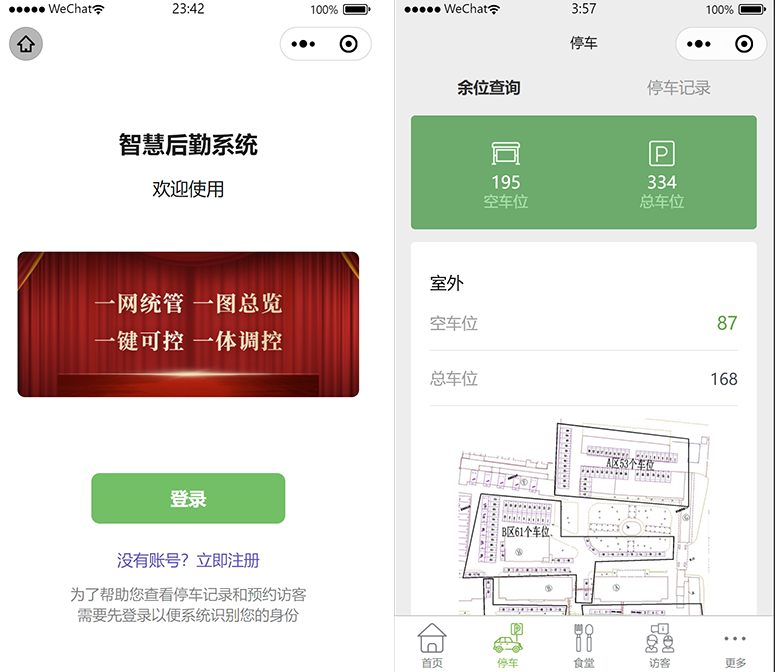 WeChat
23:42
100%
智慧后勤系统
欢迎使用
一网统管 一图总览
一键可控 一体调控
登录
没有账号？立即注册
为了帮助您查看停车记录和预约访客
需要先登录以便系统识别您的身份
WeChat
3:57
100%
停车
余位查询
停车记录
P
195
334
空车位
总车位
室外
空车位
87
总车位
168
A区53个车位
B区61个车位
P
首页
停车
食堂
访客
更多